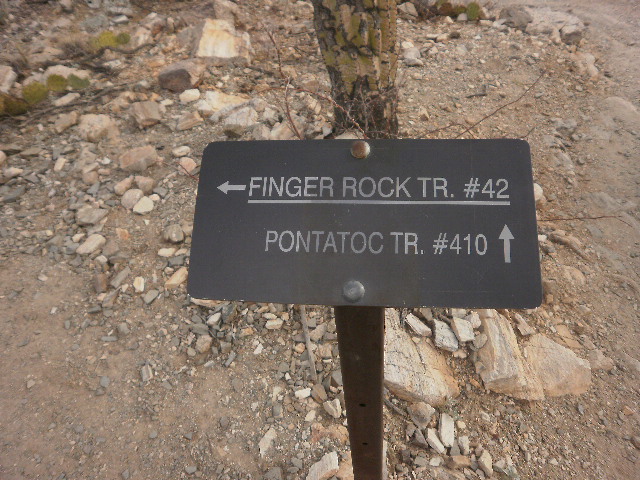 ← FINGER ROCK TR. #42
PONTATOC TR. #410 ↑